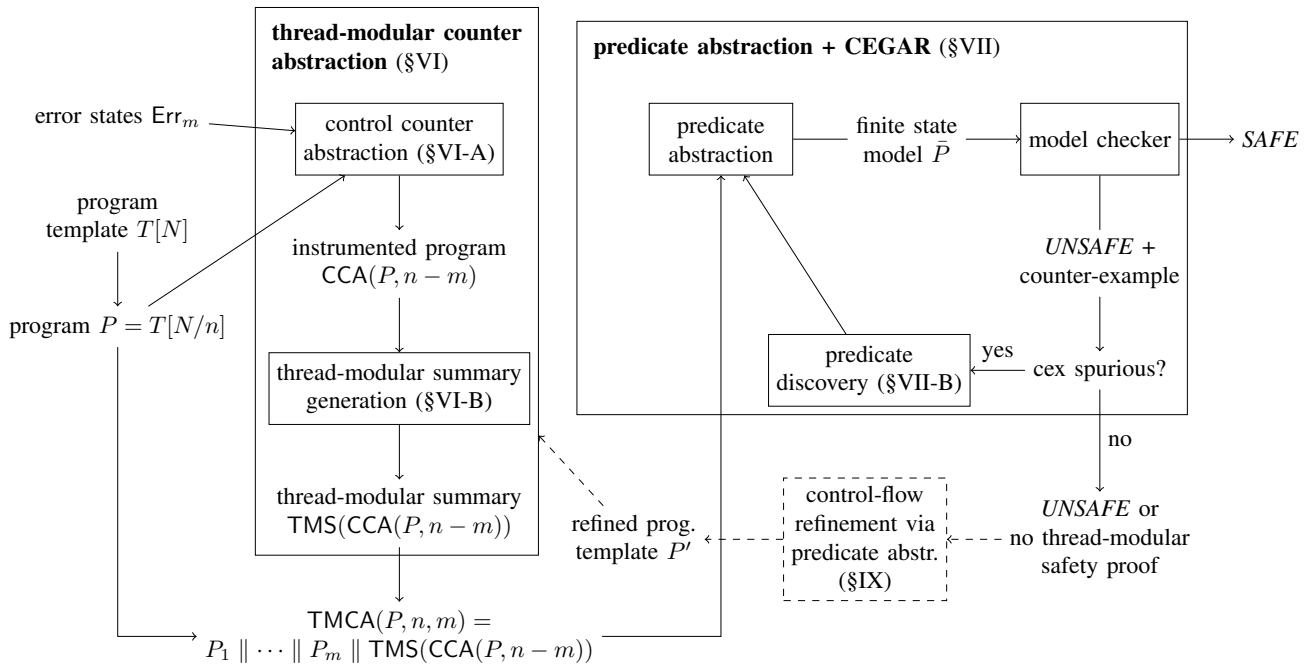 thread-modular counter
abstraction (§VI)
error states Err_m
control counter
abstraction (§VI-A)
program
template T[N]
instrumented program
CCA(P, n − m)
program P = T[N/n]
thread-modular summary
generation (§VI-B)
thread-modular summary
TMS(CCA(P, n − m))
TMCA(P, n, m) =
P_1 ∥ ⋯ ∥ P_m ∥ TMS(CCA(P, n − m))
predicate abstraction + CEGAR (§VII)
predicate
abstraction
finite state
model P̄
model checker
SAFE
UNSAFE +
counter-example
cex spurious?
yes
predicate
discovery (§VII-B)
no
UNSAFE or
no thread-modular
safety proof
control-flow
refinement via
predicate abstr.
(§IX)
refined prog.
template P′